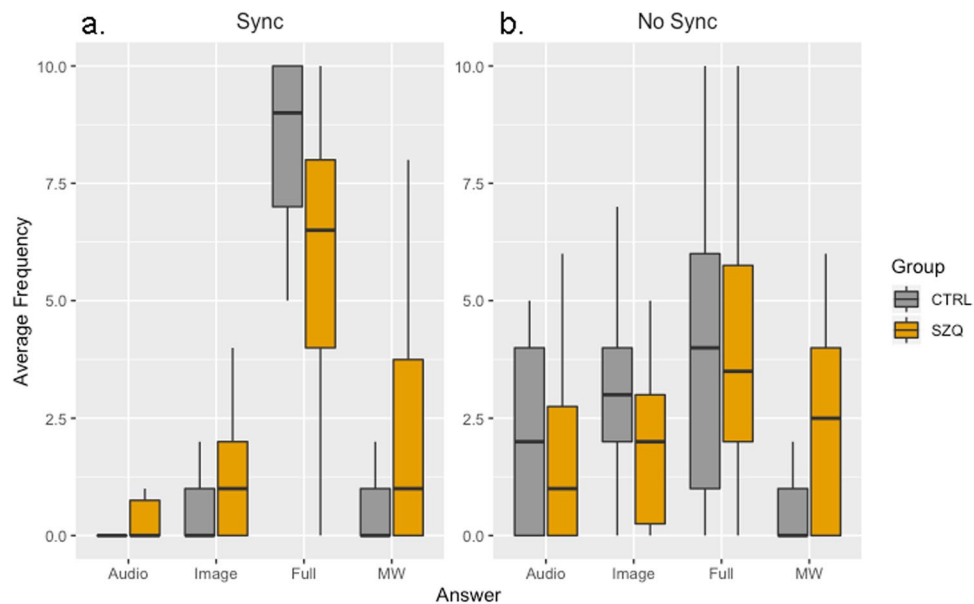 a.
Sync
b.
No Sync
Average Frequency
10.0
7.5
5.0
2.5
0.0
10.0
7.5
5.0
2.5
0.0
Audio Image Full MW
Audio Image Full MW
Answer
Group
CTRL
SZQ